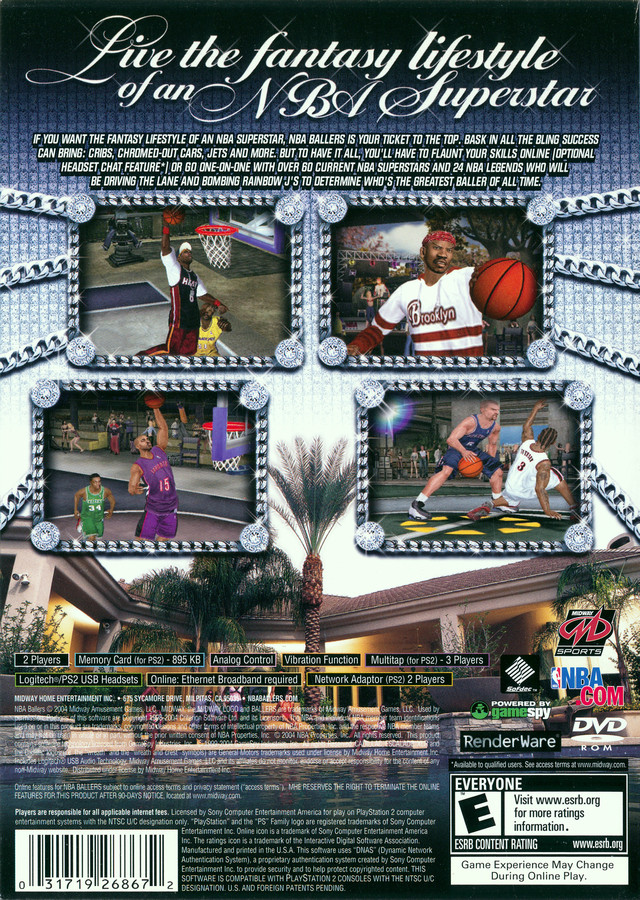 Live the fantasy lifestyle
of an NBA Superstar
IF YOU WANT THE FANTASY LIFESTYLE OF AN NBA SUPERSTAR, NBA BALLERS IS YOUR TICKET TO THE TOP. BASK IN ALL THE BLING SUCCESS
CAN BRING: CRIBS, CHROMED-OUT CARS, JETS AND MORE. BUT TO HAVE IT ALL, YOU'LL HAVE TO FLAUNT YOUR SKILLS ONLINE (OPTIONAL
HEADSET CHAT FEATURE*) OR GO ONE-ON-ONE WITH OVER 60 CURRENT NBA SUPERSTARS AND 24 NBA LEGENDS WHO WILL
BE DRIVING THE LANE AND BOMBING RAINBOW J'S TO DETERMINE WHO'S THE GREATEST BALLER OF ALL TIME.
Brooklyn
15
34
3
MIDWAY
SPORTS
2 Players
Memory Card (for PS2) - 895 KB
Analog Control
Vibration Function
Multitap (for PS2) - 3 Players
Logitech®/PS2 USB Headsets
Online: Ethernet Broadband required
Network Adaptor (PS2) 2 Players
SofDec™
NBA
.COM
POWERED BY
gamespy
RenderWare
DVD
ROM
MIDWAY HOME ENTERTAINMENT INC. • 675 SYCAMORE DRIVE, MILPITAS, CA 95035 • NBABALLERS.COM
NBA Ballers © 2004 Midway Amusement Games, LLC.
*Available to qualified users. See access terms at www.midway.com.
Online features for NBA BALLERS subject to online access terms and privacy statement ("access terms"). MHE RESERVES THE RIGHT TO TERMINATE THE ONLINE
FEATURES FOR THIS PRODUCT AFTER 90-DAYS NOTICE, located at www.midway.com.
Players are responsible for all applicable internet fees. Licensed by Sony Computer Entertainment America for play on PlayStation 2 computer
entertainment systems with the NTSC U/C designation only. "PlayStation" and the "PS" Family logo are registered trademarks of Sony Computer
Entertainment Inc. Online icon is a trademark of Sony Computer Entertainment America
Inc. The ratings icon is a trademark of the Interactive Digital Software Association.
Manufactured and printed in the U.S.A. This software uses "DNAS" (Dynamic Network
Authentication System), a proprietary authentication system created by Sony Computer
Entertainment Inc. to provide security and to help protect copyrighted content. THIS
SOFTWARE IS COMPATIBLE WITH PLAYSTATION 2 CONSOLES WITH THE NTSC U/C
DESIGNATION. U.S. AND FOREIGN PATENTS PENDING.
0 31719 26867 2
EVERYONE
E
Visit www.esrb.org
for more ratings
information.
ESRB CONTENT RATING www.esrb.org
Game Experience May Change
During Online Play.